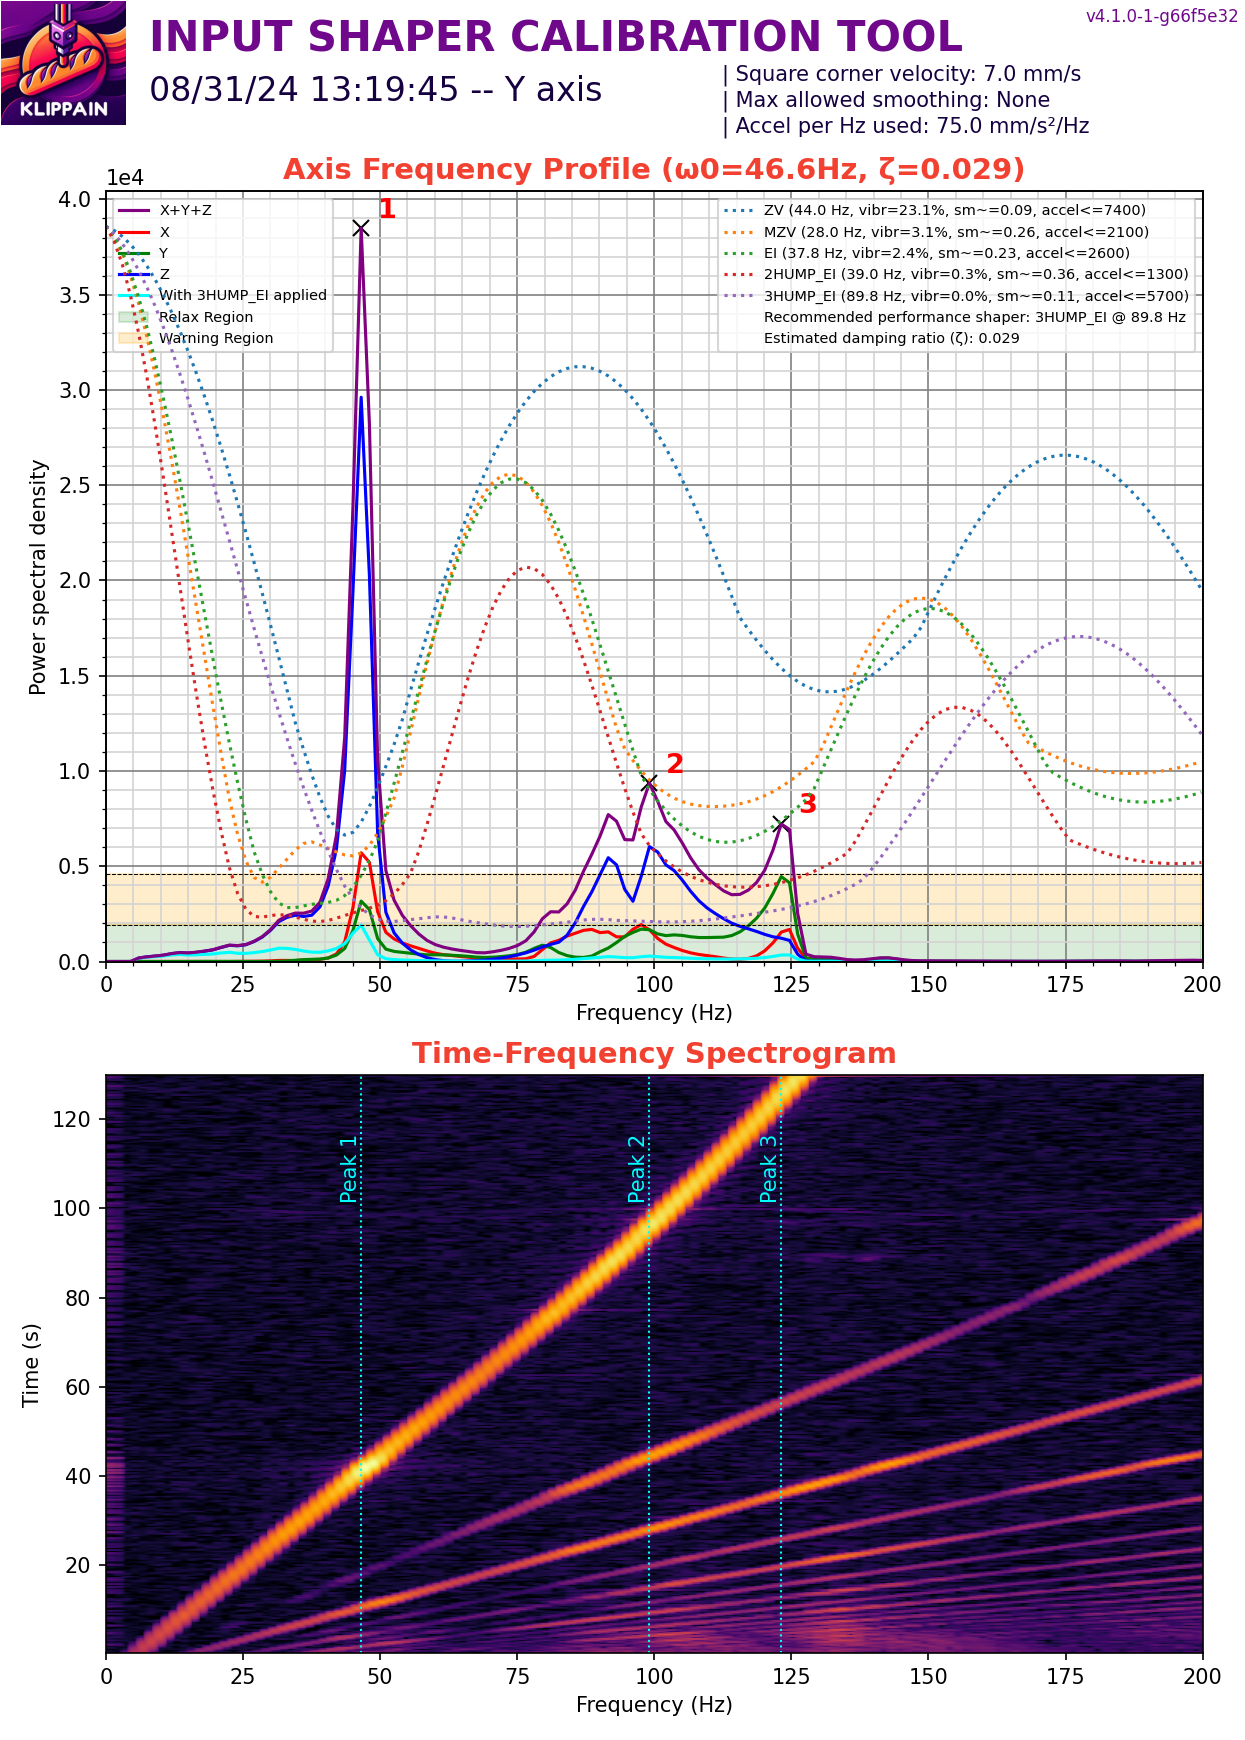 v4.1.0-1-g66f5e32
INPUT SHAPER CALIBRATION TOOL
08/31/24 13:19:45 -- Y axis
| Square corner velocity: 7.0 mm/s
| Max allowed smoothing: None
| Accel per Hz used: 75.0 mm/s²/Hz
KLIPPAIN
Axis Frequency Profile (ω0=46.6Hz, ζ=0.029)
1e4
X+Y+Z
X
Y
Z
With 3HUMP_EI applied
Relax Region
Warning Region
ZV (44.0 Hz, vibr=23.1%, sm~=0.09, accel<=7400)
MZV (28.0 Hz, vibr=3.1%, sm~=0.26, accel<=2100)
EI (37.8 Hz, vibr=2.4%, sm~=0.23, accel<=2600)
2HUMP_EI (39.0 Hz, vibr=0.3%, sm~=0.36, accel<=1300)
3HUMP_EI (89.8 Hz, vibr=0.0%, sm~=0.11, accel<=5700)
Recommended performance shaper: 3HUMP_EI @ 89.8 Hz
Estimated damping ratio (ζ): 0.029
1
2
3
4.0
3.5
3.0
2.5
2.0
1.5
1.0
0.5
0.0
Power spectral density
0 25 50 75 100 125 150 175 200
Frequency (Hz)
Time-Frequency Spectrogram
Peak 1
Peak 2
Peak 3
120
100
80
60
40
20
Time (s)
0 25 50 75 100 125 150 175 200
Frequency (Hz)